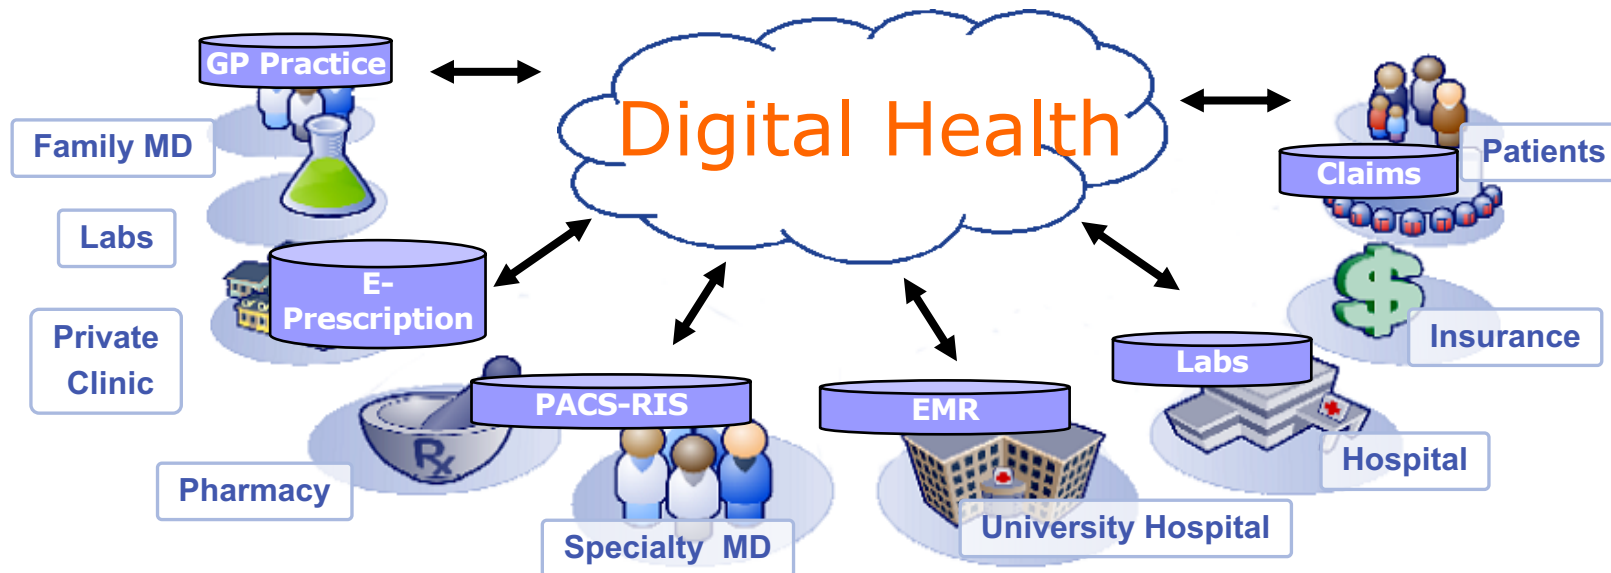 GP Practice
Digital Health
Family MD
Patients
Claims
Labs
E-
Prescription
Private
Clinic
Insurance
Labs
PACS-RIS
EMR
Hospital
Rx
Pharmacy
University Hospital
Specialty MD